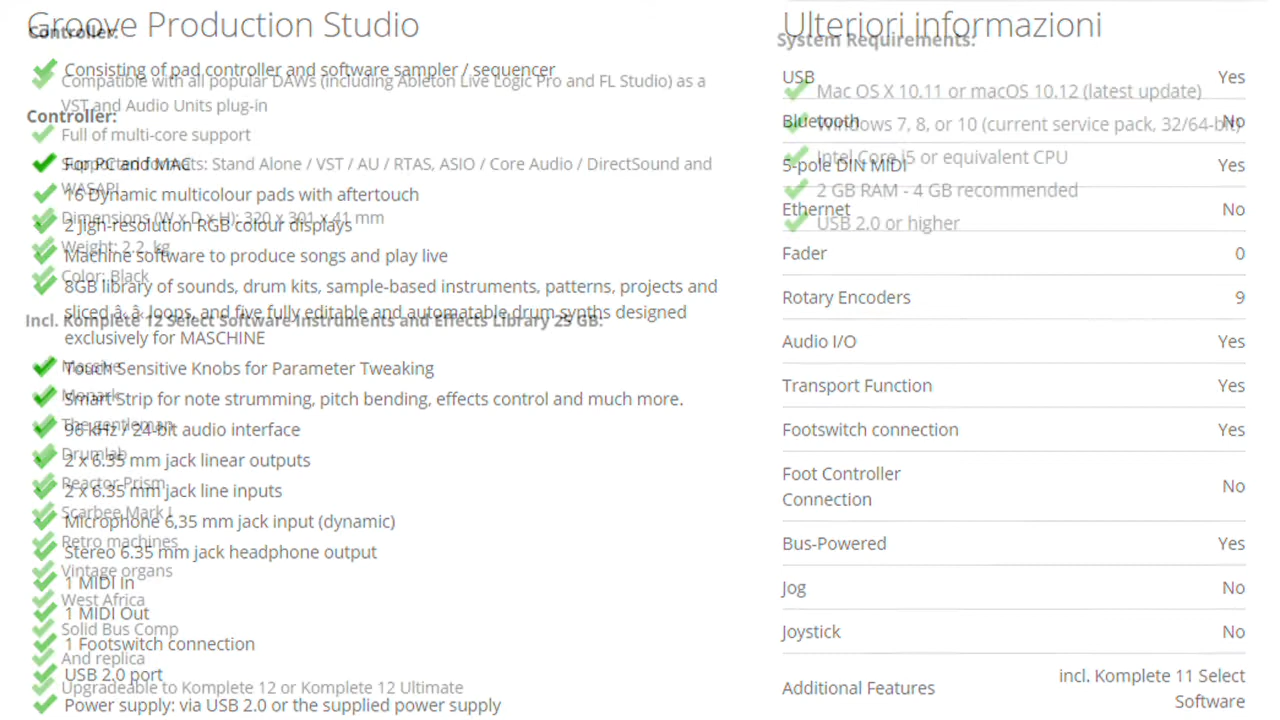 Groove Production Studio
Controller:
Consisting of pad controller and software sampler / sequencer
Compatible with all popular DAWs (including Ableton Live Logic Pro and FL Studio) as a
VST and Audio Units plug-in
Controller:
Full of multi-core support
For PC and MAC
Supported formats: Stand Alone / VST / AU / RTAS, ASIO / Core Audio / DirectSound and
WASAPI
16 Dynamic multicolour pads with aftertouch
Dimensions (W x D x H): 320 x 301 x 41 mm
2 jigh-resolution RGB colour displays
Weight: 2.2 kg
Machine software to produce songs and play live
Color: Black
8GB library of sounds, drum kits, sample-based instruments, patterns, projects and
sliced â,·â· loops, and five fully editable and automatable drum synths designed
Incl. Komplete 12 Select Software Instruments and Effects Library 25 GB:
exclusively for MASCHINE
Massive
Touch Sensitive Knobs for Parameter Tweaking
Monark
Smart Strip for note strumming, pitch bending, effects control and much more.
The gentleman
96 kHz / 24-bit audio interface
Drumlab
2 x 6.35 mm jack linear outputs
Reactor Prism
2 x 6.35 mm jack line inputs
Scarbee Mark I
Microphone 6,35 mm jack input (dynamic)
Retro machines
Stereo 6.35 mm jack headphone output
Vintage organs
1 MIDI In
West Africa
1 MIDI Out
Solid Bus Comp
1 Footswitch connection
And replica
USB 2.0 port
Upgradeable to Komplete 12 or Komplete 12 Ultimate
Power supply: via USB 2.0 or the supplied power supply
Ulteriori informazioni
System Requirements:
USB Yes
Mac OS X 10.11 or macOS 10.12 (latest update)
Bluetooth No
Windows 7, 8, or 10 (current service pack, 32/64-bit)
Intel Core i5 or equivalent CPU
5-pole DIN MIDI Yes
2 GB RAM - 4 GB recommended
Ethernet No
USB 2.0 or higher
Fader 0
Rotary Encoders 9
Audio I/O Yes
Transport Function Yes
Footswitch connection Yes
Foot Controller
Connection No
Bus-Powered Yes
Jog No
Joystick No
Additional Features incl. Komplete 11 Select
Software